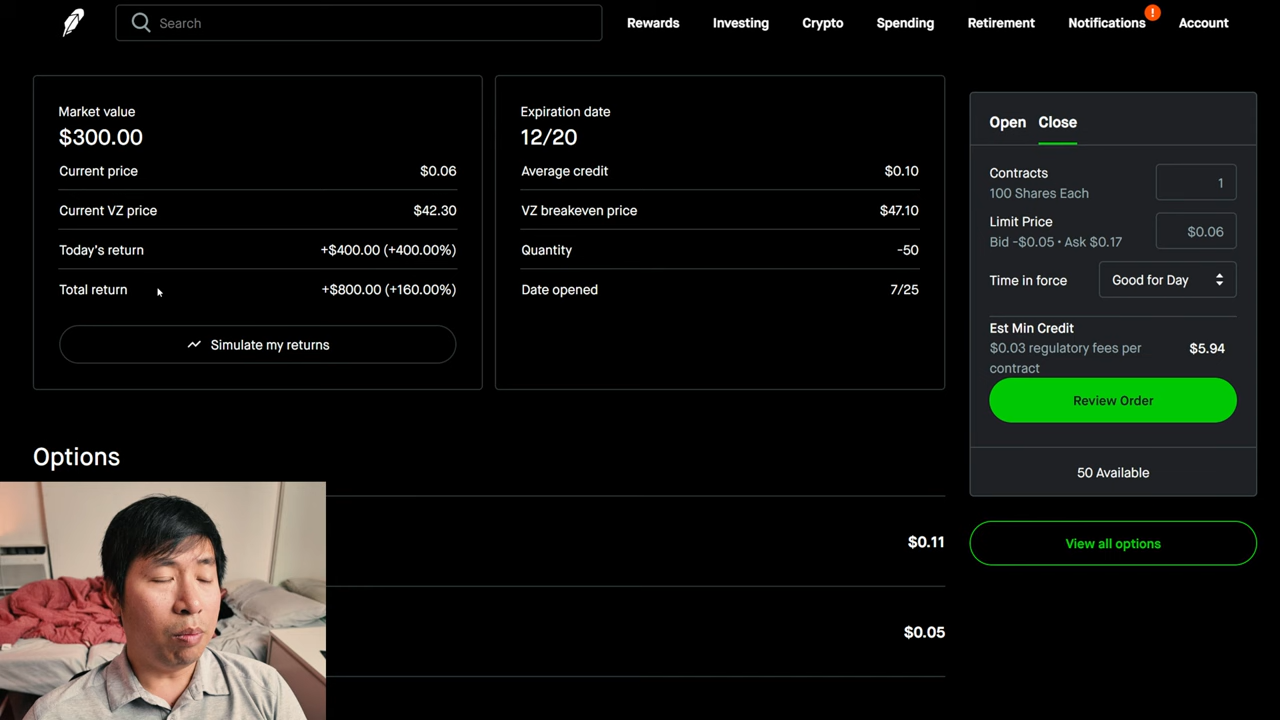 Search
Rewards
Investing
Crypto
Spending
Retirement
Notifications
!
Account
Market value
$300.00
Current price $0.06
Current VZ price $42.30
Today's return +$400.00 (+400.00%)
Total return +$800.00 (+160.00%)
Simulate my returns
Expiration date
12/20
Average credit $0.10
VZ breakeven price $47.10
Quantity -50
Date opened 7/25
Open Close
Contracts
100 Shares Each
1
Limit Price
Bid -$0.05 • Ask $0.17
$0.06
Time in force Good for Day
Est Min Credit
$0.03 regulatory fees per
contract
$5.94
Review Order
50 Available
View all options
Options
$0.11
$0.05